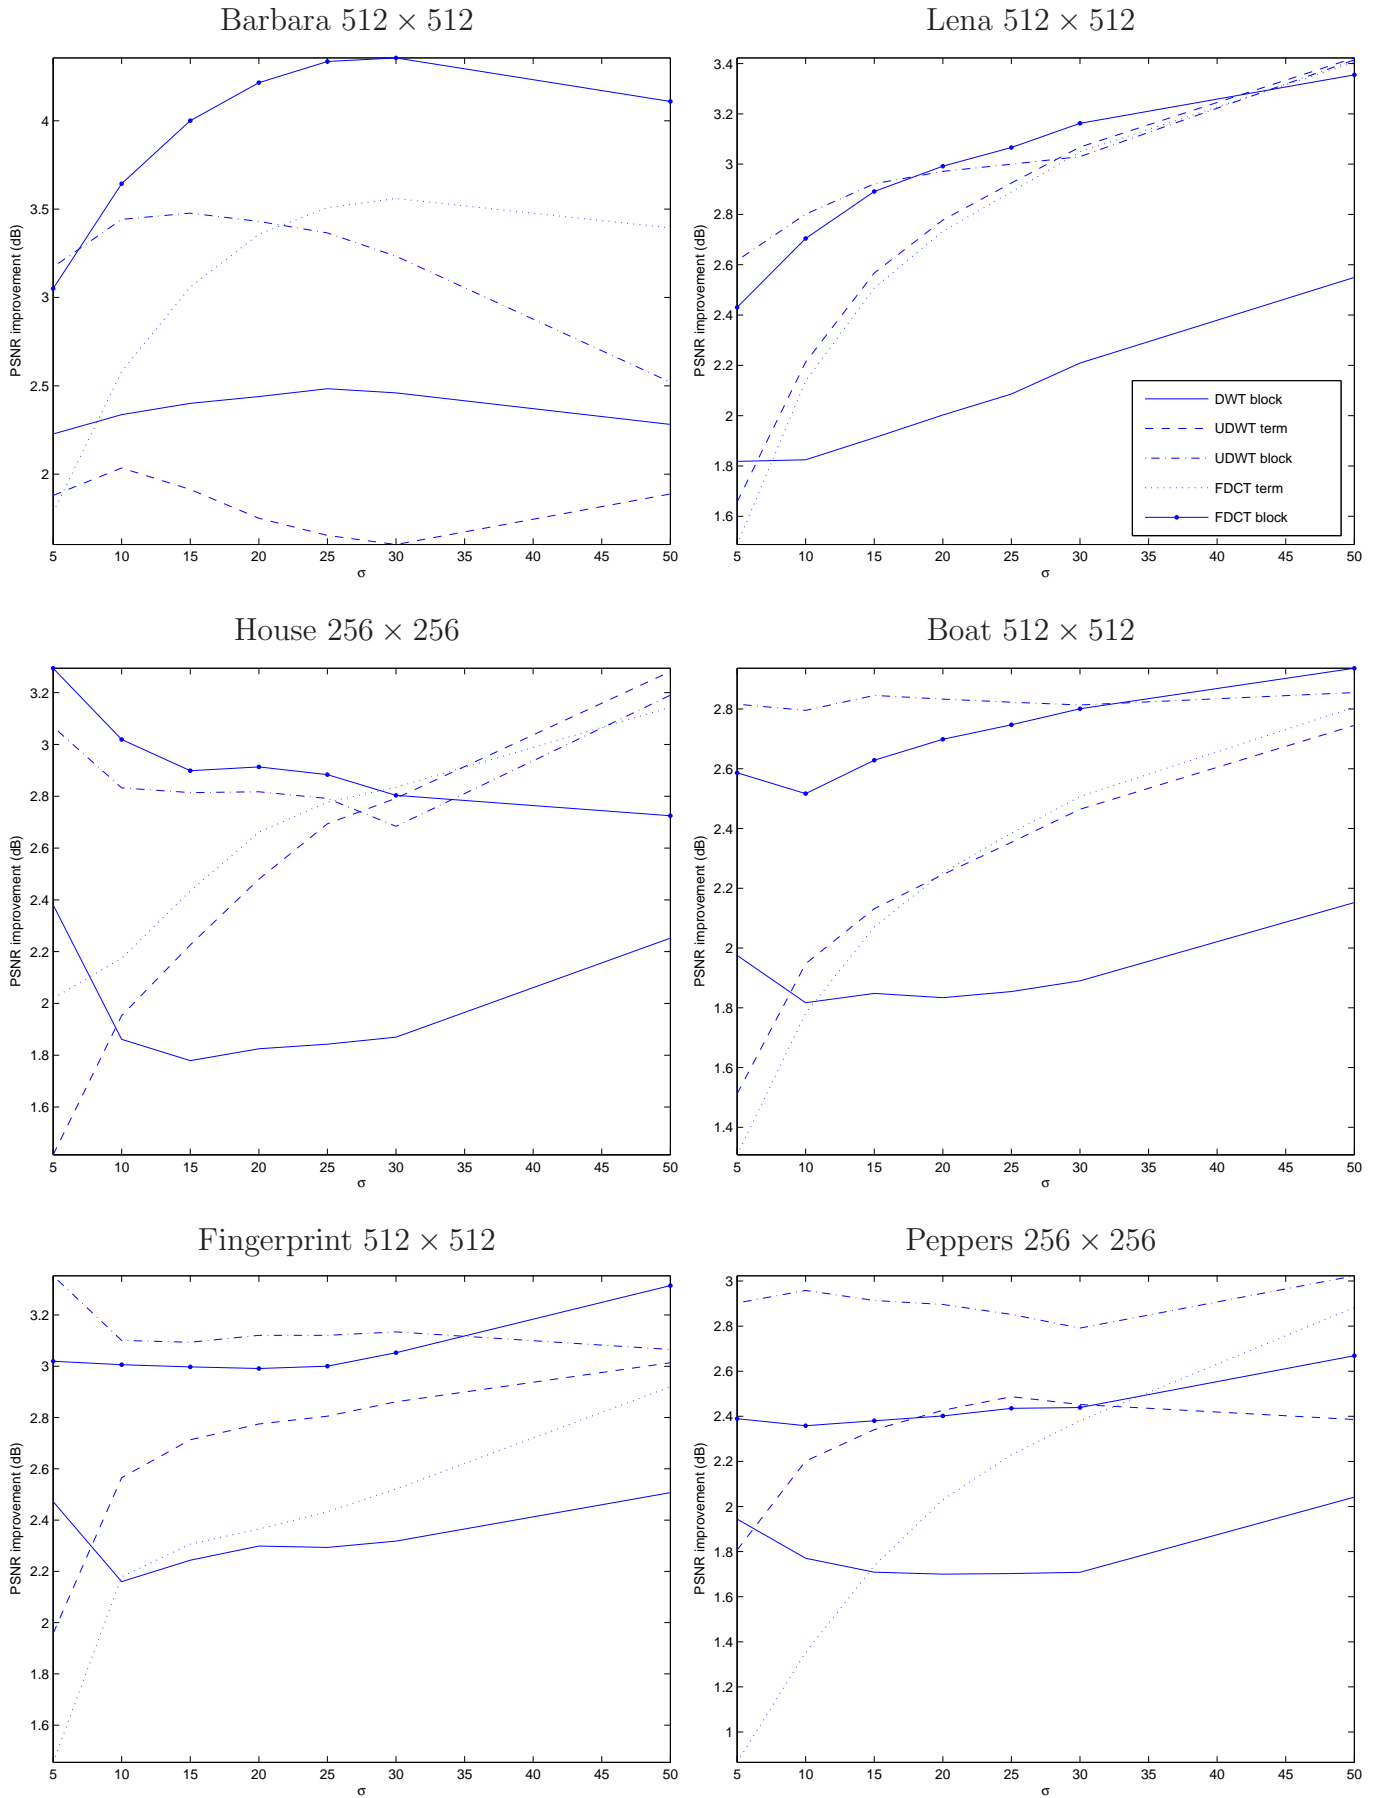 Barbara 512 × 512
PSNR improvement (dB)
4
3.5
3
2.5
2
5 10 15 20 25 30 35 40 45 50
σ
Lena 512 × 512
PSNR improvement (dB)
3.4
3.2
3
2.8
2.6
2.4
2.2
2
1.8
1.6
DWT block
UDWT term
UDWT block
FDCT term
FDCT block
5 10 15 20 25 30 35 40 45 50
σ
House 256 × 256
PSNR improvement (dB)
3.2
3
2.8
2.6
2.4
2.2
2
1.8
1.6
5 10 15 20 25 30 35 40 45 50
σ
Boat 512 × 512
PSNR improvement (dB)
2.8
2.6
2.4
2.2
2
1.8
1.6
1.4
5 10 15 20 25 30 35 40 45 50
σ
Fingerprint 512 × 512
PSNR improvement (dB)
3.2
3
2.8
2.6
2.4
2.2
2
1.8
1.6
5 10 15 20 25 30 35 40 45 50
σ
Peppers 256 × 256
PSNR improvement (dB)
3
2.8
2.6
2.4
2.2
2
1.8
1.6
1.4
1.2
1
5 10 15 20 25 30 35 40 45 50
σ